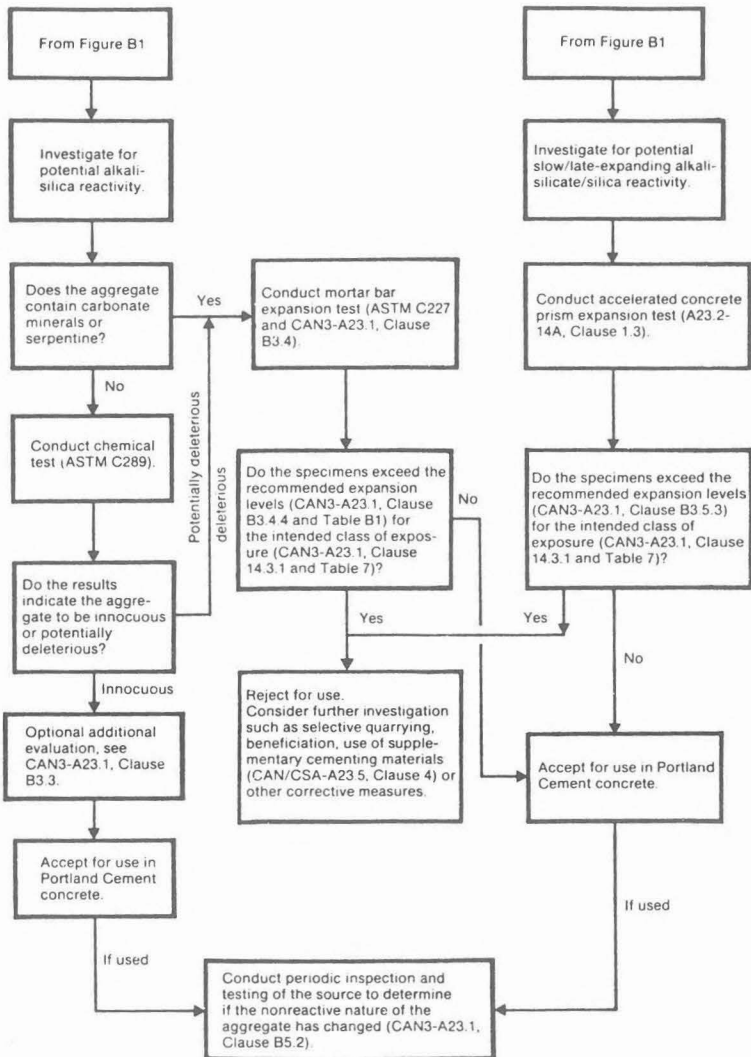 From Figure B1
Investigate for
potential alkali-
silica reactivity.
Does the aggregate
contain carbonate
minerals or
serpentine?
Yes
No
Conduct chemical
test (ASTM C289).
Do the results
indicate the aggre-
gate to be innocuous
or potentially
deleterious?
Potentially deleterious
deleterious
Innocuous
Optional additional
evaluation, see
CAN3-A23.1, Clause
B3.3.
Accept for use in
Portland Cement
concrete.
If used
Conduct mortar bar
expansion test (ASTM C227
and CAN3-A23.1, Clause
B3.4).
Do the specimens exceed the
recommended expansion
levels (CAN3-A23.1, Clause
B3.4.4 and Table B1) for
the intended class of expos-
ure (CAN3-A23.1, Clause
14.3.1 and Table 7)?
No
Yes
Reject for use.
Consider further investigation
such as selective quarrying,
beneficiation, use of supple-
mentary cementing materials
(CAN/CSA-A23.5, Clause 4) or
other corrective measures.
From Figure B1
Investigate for potential
slow/late-expanding alkali-
silicate/silica reactivity.
Conduct accelerated concrete
prism expansion test (A23.2-
14A, Clause 1.3).
Do the specimens exceed the
recommended expansion levels
(CAN3-A23.1, Clause B3.5.3)
for the intended class of
exposure (CAN3-A23.1, Clause
14.3.1 and Table 7)?
Yes
No
Accept for use in Portland
Cement concrete.
If used
Conduct periodic inspection and
testing of the source to determine
if the nonreactive nature of the
aggregate has changed (CAN3-A23.1,
Clause B5.2).